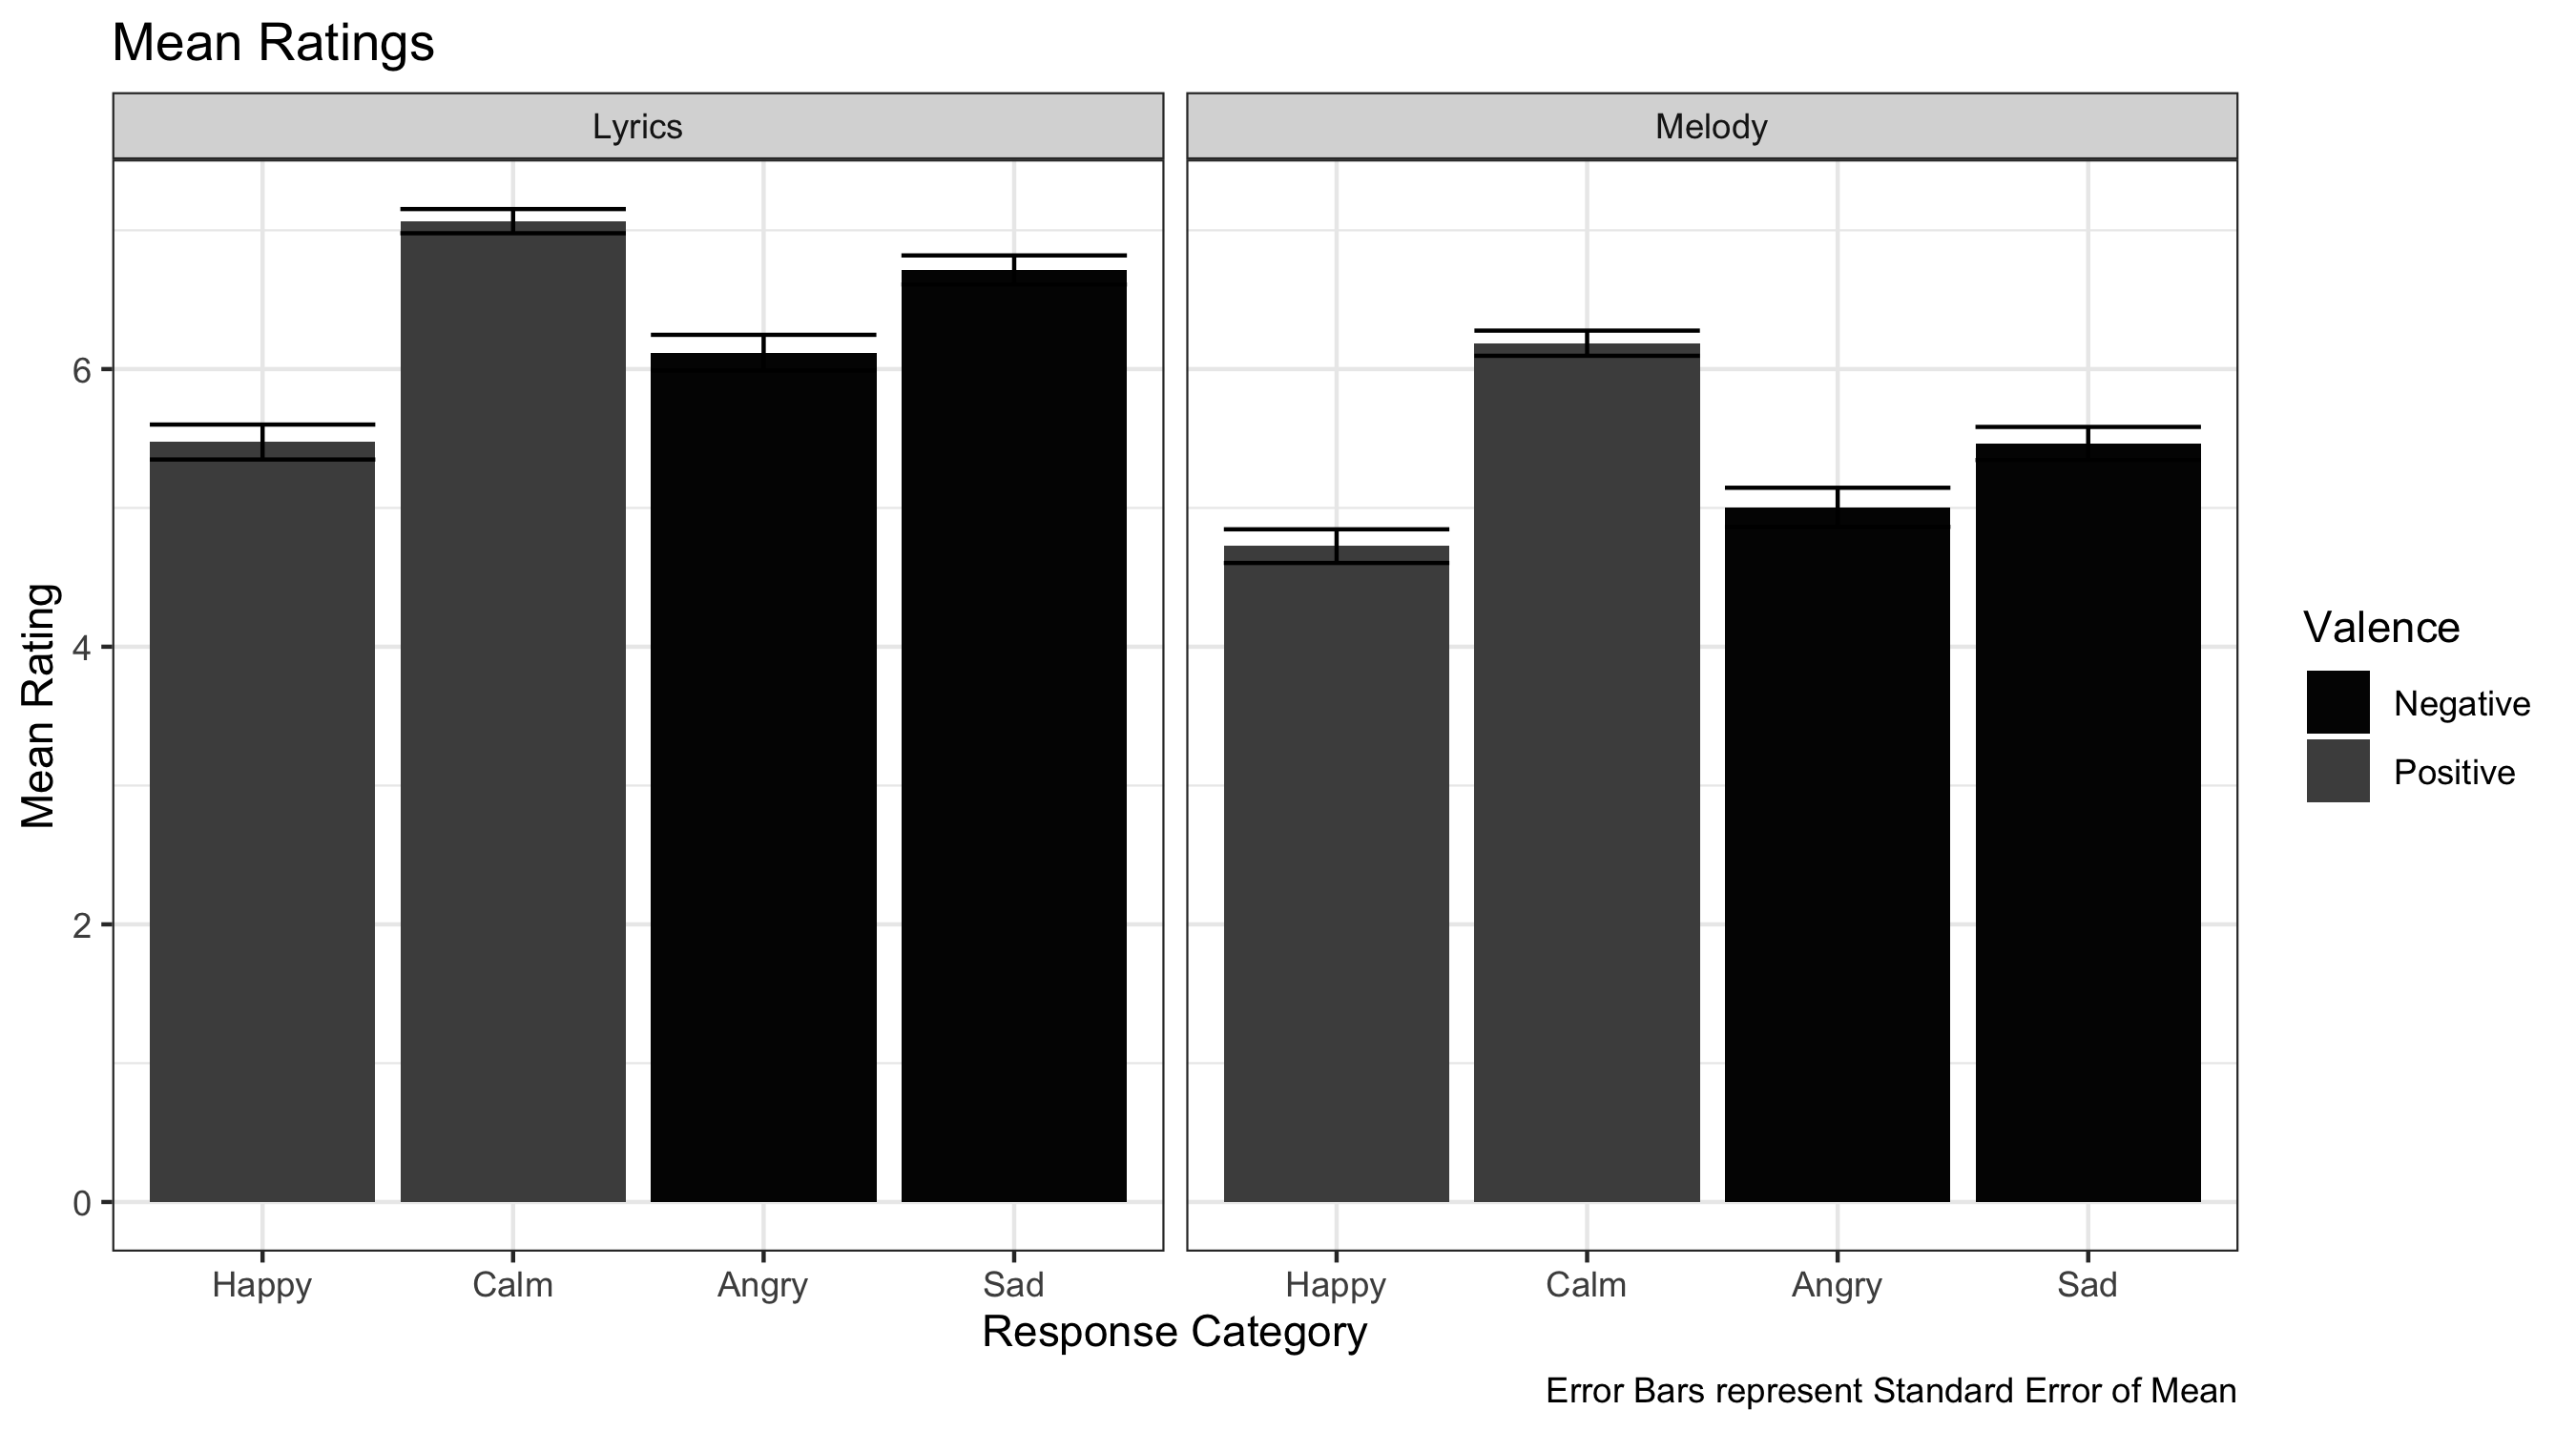 Mean Ratings
Lyrics
Melody
Mean Rating
6
4
2
0
Happy Calm Angry Sad
Happy Calm Angry Sad
Response Category
Valence
Negative
Positive
Error Bars represent Standard Error of Mean